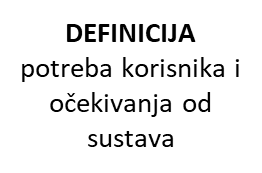 DEFINICIJA
potreba korisnika i
očekivanja od
sustava